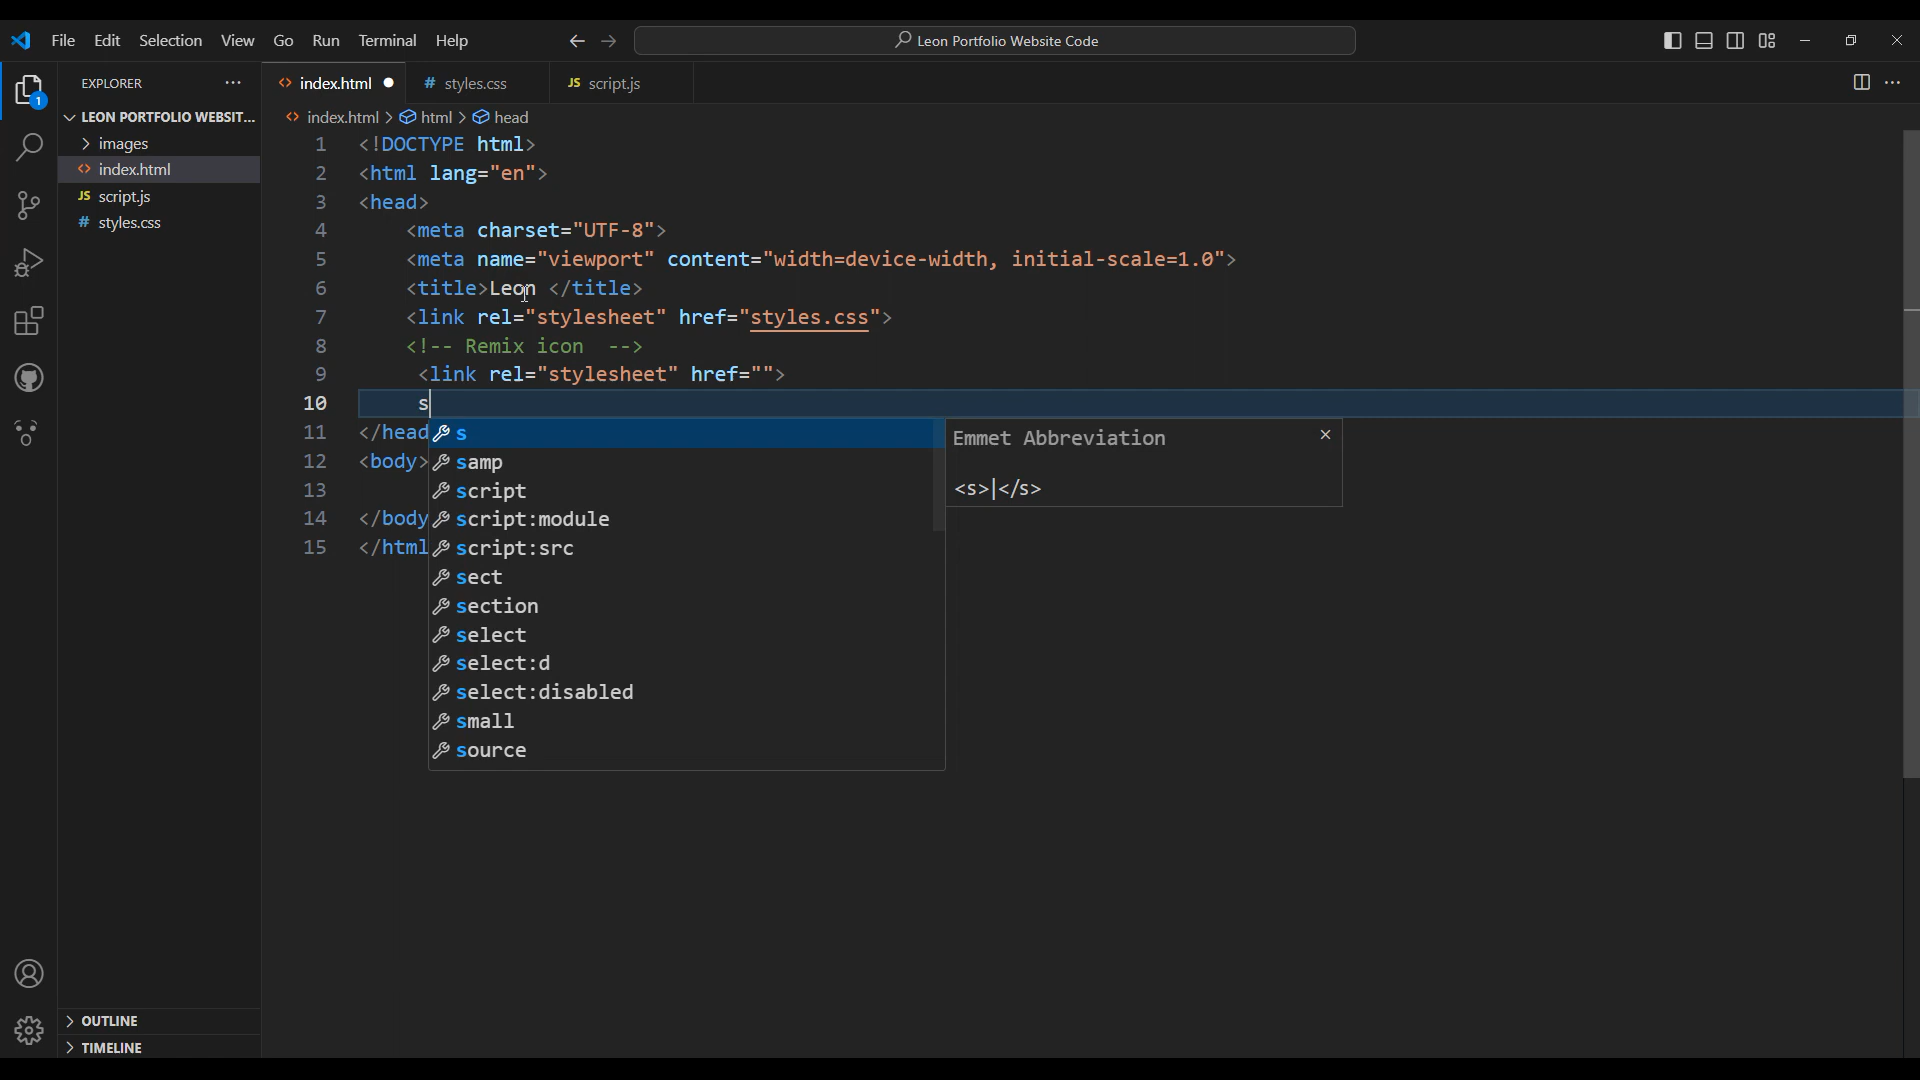 File Edit Selection View Go Run Terminal Help
Leon Portfolio Website Code
EXPLORER
1
LEON PORTFOLIO WEBSIT...
images
index.html
JS script.js
# styles.css
OUTLINE
TIMELINE
index.html
# styles.css
JS script.js
index.html > html > head
1 <!DOCTYPE html>
2 <html lang="en">
3 <head>
4 <meta charset="UTF-8">
5 <meta name="viewport" content="width=device-width, initial-scale=1.0">
6 <title>Leon </title>
7 <link rel="stylesheet" href="styles.css">
8 <!-- Remix icon  -->
9 <link rel="stylesheet" href="">
10 s
11 </head
12 <body>
13
14 </body
15 </html
s
samp
script
script:module
script:src
sect
section
select
select:d
select:disabled
small
source
Emmet Abbreviation
<s>|</s>